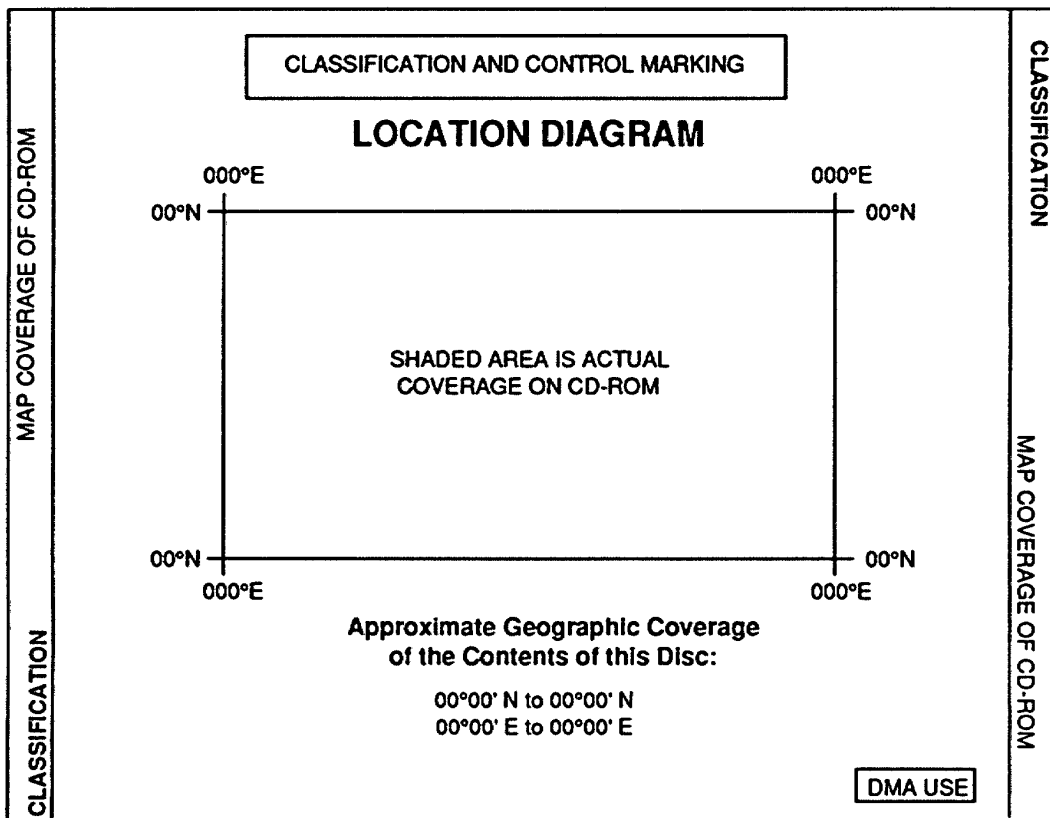 CLASSIFICATION AND CONTROL MARKING
LOCATION DIAGRAM
000°E 000°E
00°N 00°N
SHADED AREA IS ACTUAL
COVERAGE ON CD-ROM
00°N 00°N
000°E 000°E
Approximate Geographic Coverage
of the Contents of this Disc:
00°00' N to 00°00' N
00°00' E to 00°00' E
DMA USE
MAP COVERAGE OF CD-ROM
CLASSIFICATION
CLASSIFICATION
MAP COVERAGE OF CD-ROM